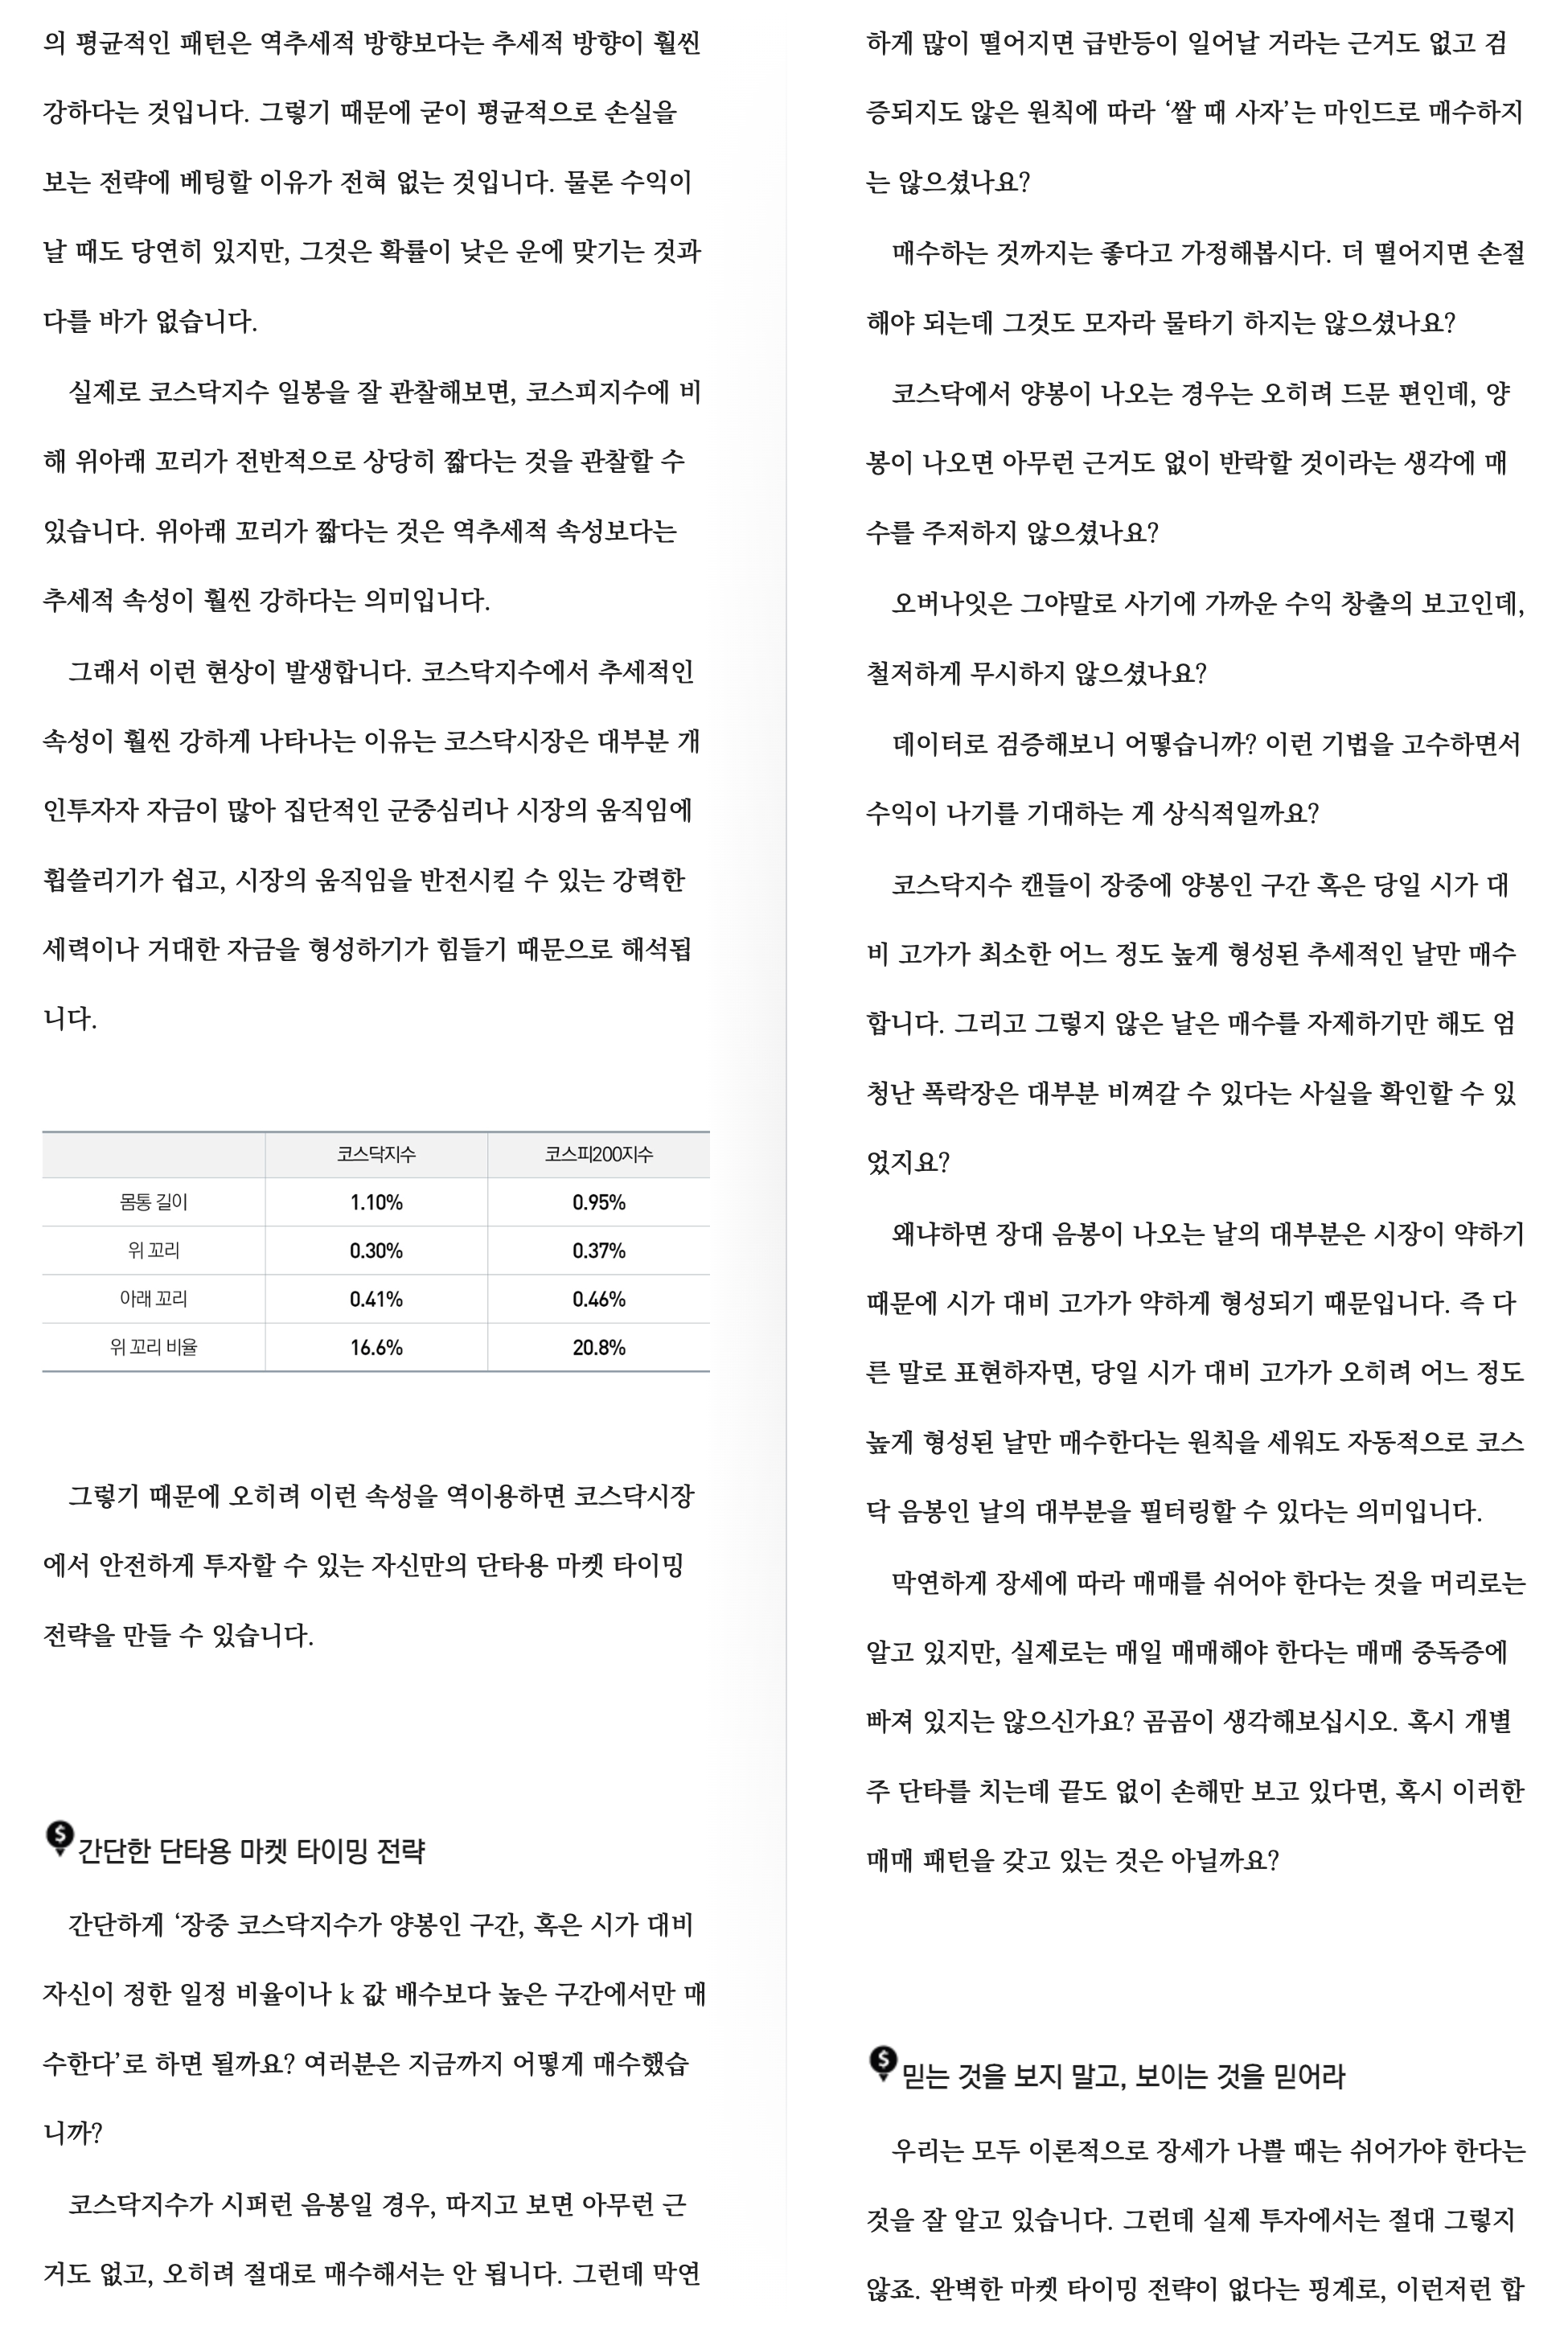 의 평균적인 패턴은 역추세적 방향보다는 추세적 방향이 훨씬
강하다는 것입니다. 그렇기 때문에 굳이 평균적으로 손실을
보는 전략에 베팅할 이유가 전혀 없는 것입니다. 물론 수익이
날 때도 당연히 있지만, 그것은 확률이 낮은 운에 맞기는 것과
다를 바가 없습니다.
실제로 코스닥지수 일봉을 잘 관찰해보면, 코스피지수에 비
해 위아래 꼬리가 전반적으로 상당히 짧다는 것을 관찰할 수
있습니다. 위아래 꼬리가 짧다는 것은 역추세적 속성보다는
추세적 속성이 훨씬 강하다는 의미입니다.
그래서 이런 현상이 발생합니다. 코스닥지수에서 추세적인
속성이 훨씬 강하게 나타나는 이유는 코스닥시장은 대부분 개
인투자자 자금이 많아 집단적인 군중심리나 시장의 움직임에
휩쓸리기가 쉽고, 시장의 움직임을 반전시킬 수 있는 강력한
세력이나 거대한 자금을 형성하기가 힘들기 때문으로 해석됩
니다.
코스닥지수 코스피200지수
몸통 길이 1.10% 0.95%
위 꼬리 0.30% 0.37%
아래 꼬리 0.41% 0.46%
위 꼬리 비율 16.6% 20.8%
그렇기 때문에 오히려 이런 속성을 역이용하면 코스닥시장
에서 안전하게 투자할 수 있는 자신만의 단타용 마켓 타이밍
전략을 만들 수 있습니다.
간단한 단타용 마켓 타이밍 전략
간단하게 ‘장중 코스닥지수가 양봉인 구간, 혹은 시가 대비
자신이 정한 일정 비율이나 k 값 배수보다 높은 구간에서만 매
수한다’로 하면 될까요? 여러분은 지금까지 어떻게 매수했습
니까?
코스닥지수가 시퍼런 음봉일 경우, 따지고 보면 아무런 근
거도 없고, 오히려 절대로 매수해서는 안 됩니다. 그런데 막연
하게 많이 떨어지면 급반등이 일어날 거라는 근거도 없고 검
증되지도 않은 원칙에 따라 ‘쌀 때 사자’는 마인드로 매수하지
는 않으셨나요?
매수하는 것까지는 좋다고 가정해봅시다. 더 떨어지면 손절
해야 되는데 그것도 모자라 물타기 하지는 않으셨나요?
코스닥에서 양봉이 나오는 경우는 오히려 드문 편인데, 양
봉이 나오면 아무런 근거도 없이 반락할 것이라는 생각에 매
수를 주저하지 않으셨나요?
오버나잇은 그야말로 사기에 가까운 수익 창출의 보고인데,
철저하게 무시하지 않으셨나요?
데이터로 검증해보니 어떻습니까? 이런 기법을 고수하면서
수익이 나기를 기대하는 게 상식적일까요?
코스닥지수 캔들이 장중에 양봉인 구간 혹은 당일 시가 대
비 고가가 최소한 어느 정도 높게 형성된 추세적인 날만 매수
합니다. 그리고 그렇지 않은 날은 매수를 자제하기만 해도 엄
청난 폭락장은 대부분 비껴갈 수 있다는 사실을 확인할 수 있
었지요?
왜냐하면 장대 음봉이 나오는 날의 대부분은 시장이 약하기
때문에 시가 대비 고가가 약하게 형성되기 때문입니다. 즉 다
른 말로 표현하자면, 당일 시가 대비 고가가 오히려 어느 정도
높게 형성된 날만 매수한다는 원칙을 세워도 자동적으로 코스
닥 음봉인 날의 대부분을 필터링할 수 있다는 의미입니다.
막연하게 장세에 따라 매매를 쉬어야 한다는 것을 머리로는
알고 있지만, 실제로는 매일 매매해야 한다는 매매 중독증에
빠져 있지는 않으신가요? 곰곰이 생각해보십시오. 혹시 개별
주 단타를 치는데 끝도 없이 손해만 보고 있다면, 혹시 이러한
매매 패턴을 갖고 있는 것은 아닐까요?
믿는 것을 보지 말고, 보이는 것을 믿어라
우리는 모두 이론적으로 장세가 나쁠 때는 쉬어가야 한다는
것을 잘 알고 있습니다. 그런데 실제 투자에서는 절대 그렇지
않죠. 완벽한 마켓 타이밍 전략이 없다는 핑계로, 이런저런 합